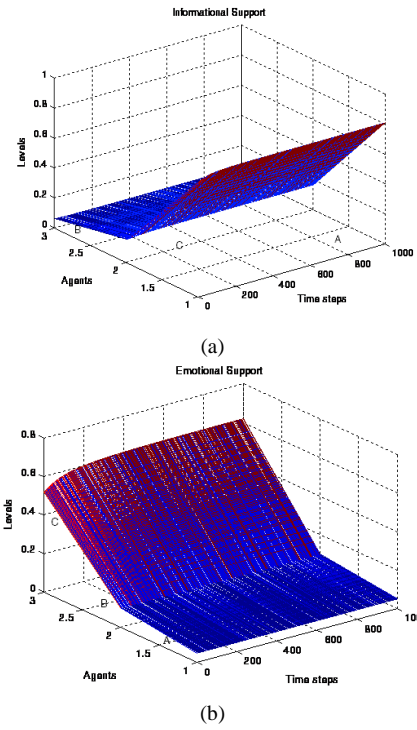 Informational Support
1
0.8
0.6
0.4
0.2
0
Levels
3
2.5
2
1.5
1
Agents
0
200
400
600
800
1000
Time steps
B
C
A
(a)
Emotional Support
0.8
0.6
0.4
0.2
0
Levels
3
2.5
2
1.5
1
Agents
0
200
400
600
800
10
Time steps
C
B
A
(b)